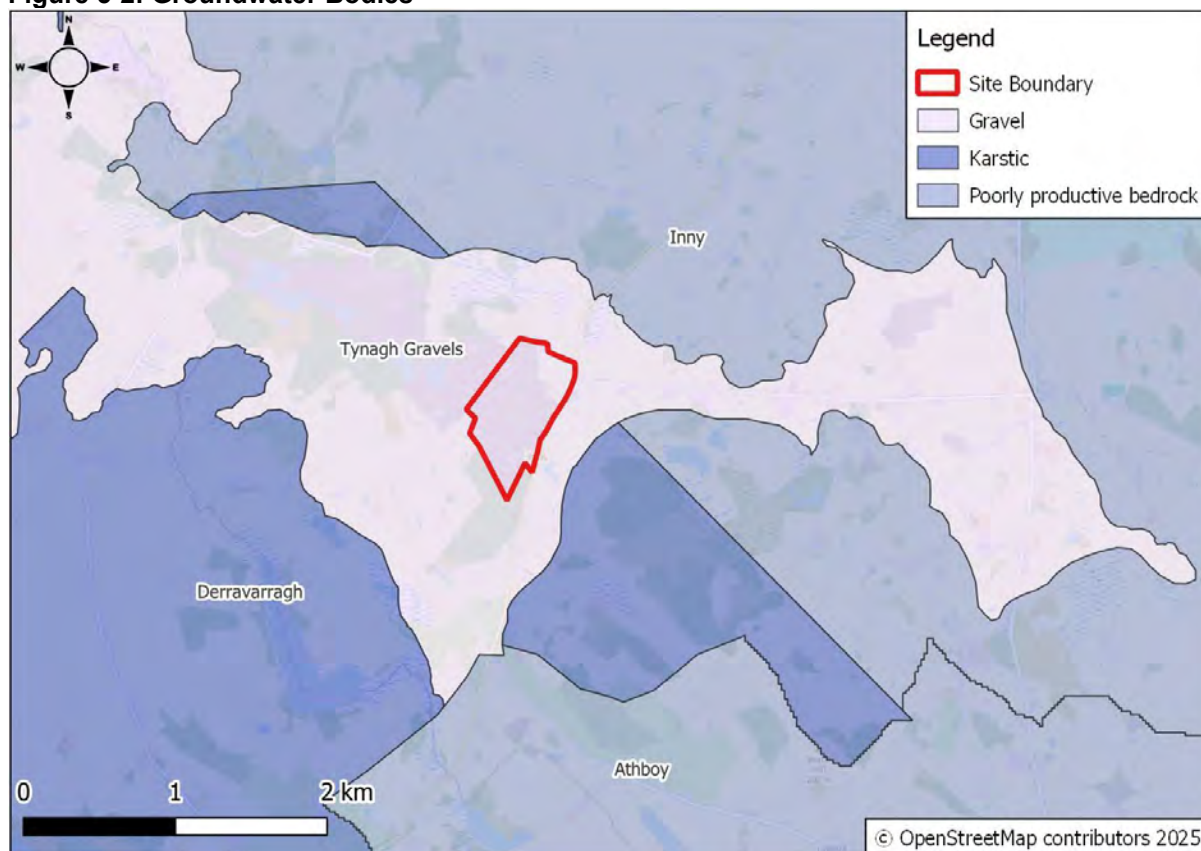 N
W E
S
Legend
Site Boundary
Gravel
Karstic
Poorly productive bedrock
Inny
Tynagh Gravels
Derravarragh
Athboy
0 1 2 km
© OpenStreetMap contributors 2025